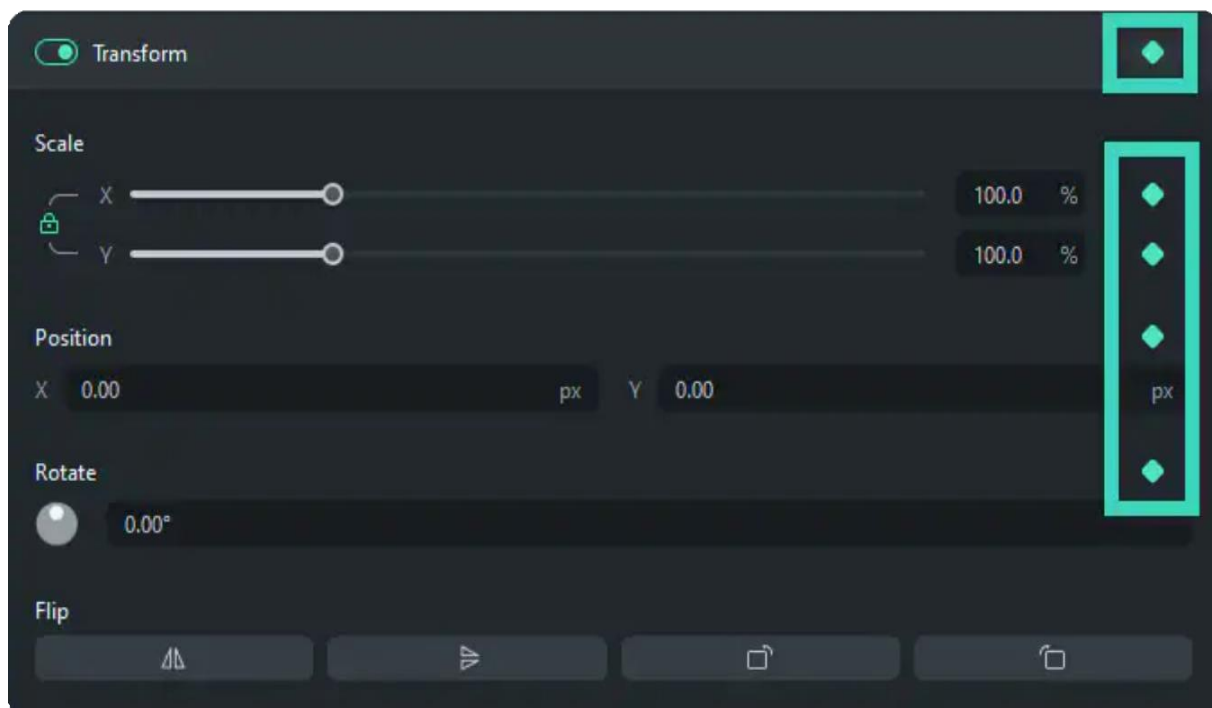 Transform
Scale
X 100.0 %
Y 100.0 %
Position
X 0.00 px Y 0.00 px
Rotate
0.00°
Flip